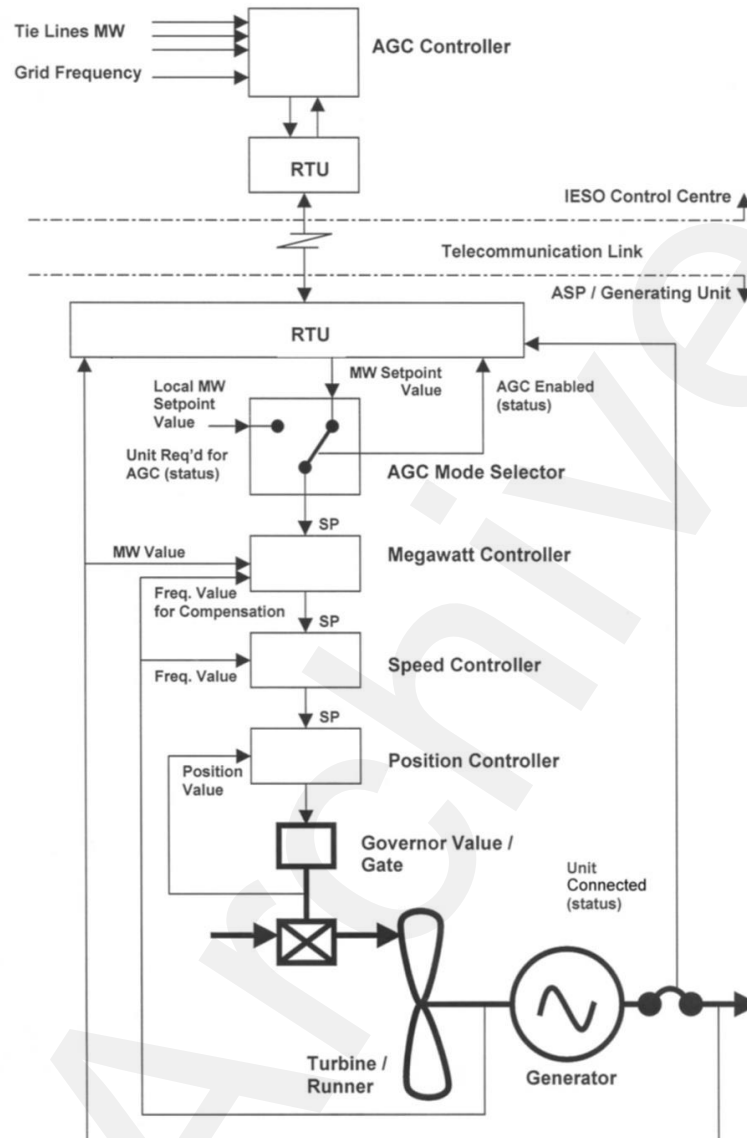 Tie Lines MW
AGC Controller
Grid Frequency
RTU
IESO Control Centre
Telecommunication Link
ASP / Generating Unit
RTU
MW Setpoint
Value
AGC Enabled
(status)
Local MW
Setpoint
Value
Unit Req'd for
AGC (status)
AGC Mode Selector
SP
MW Value
Megawatt Controller
Freq. Value
for Compensation
SP
Speed Controller
Freq. Value
SP
Position Controller
Position
Value
Governor Value /
Gate
Unit
Connected
(status)
Turbine /
Runner
Generator
Archive